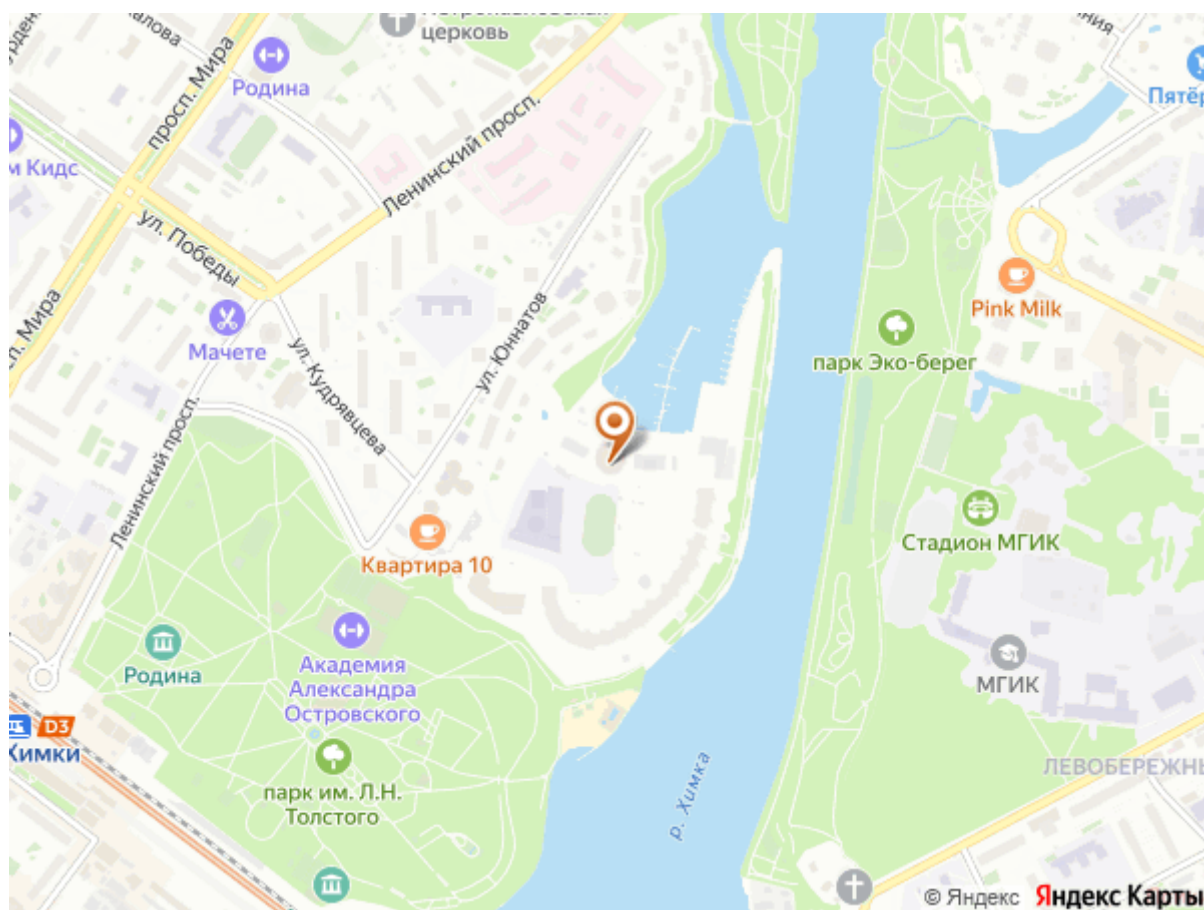 церковь
Родина
просп. Мира
Ленинский просп.
Пятёр
м Кидс
ул. Победы
Pink Milk
Мачете
парк Эко-берег
ул. Юннатов
ул. Кудрявцева
Ленинский просп.
Мира
Стадион МГИК
Квартира 10
Родина
Академия
Александра
Островского
МГИК
D3
Химки
парк им. Л.Н.
Толстого
р. Химка
ЛЕВОБЕРЕЖНЫ
© Яндекс Яндекс Карты